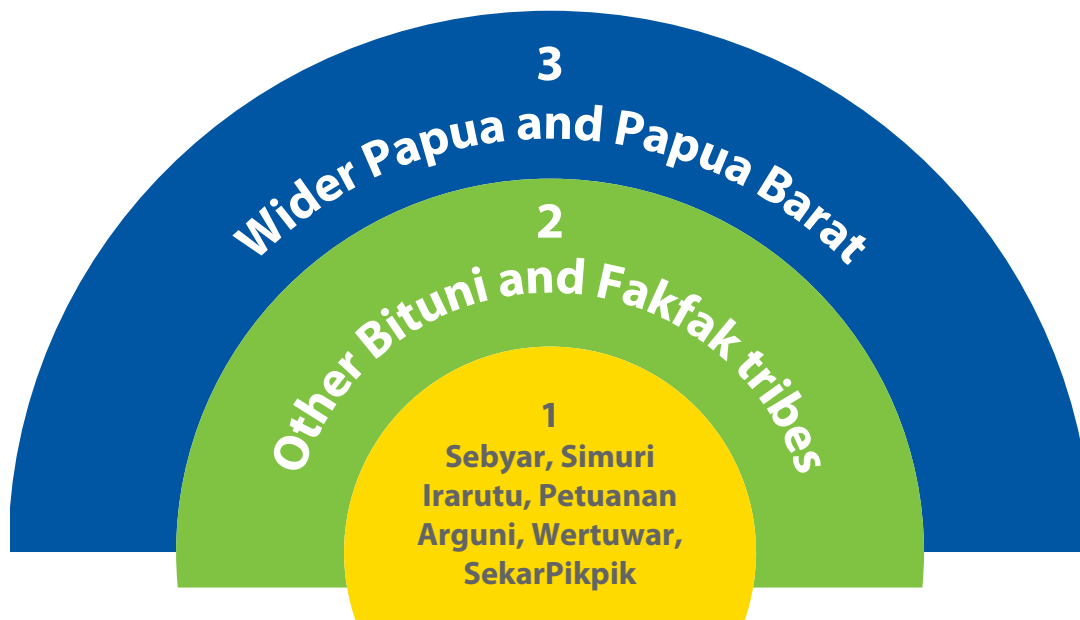 3
Wider Papua and Papua Barat
2
Other Bituni and Fakfak tribes
1
Sebyar, Simuri
Irarutu, Petuanan
Arguni, Wertuwar,
SekarPikpik